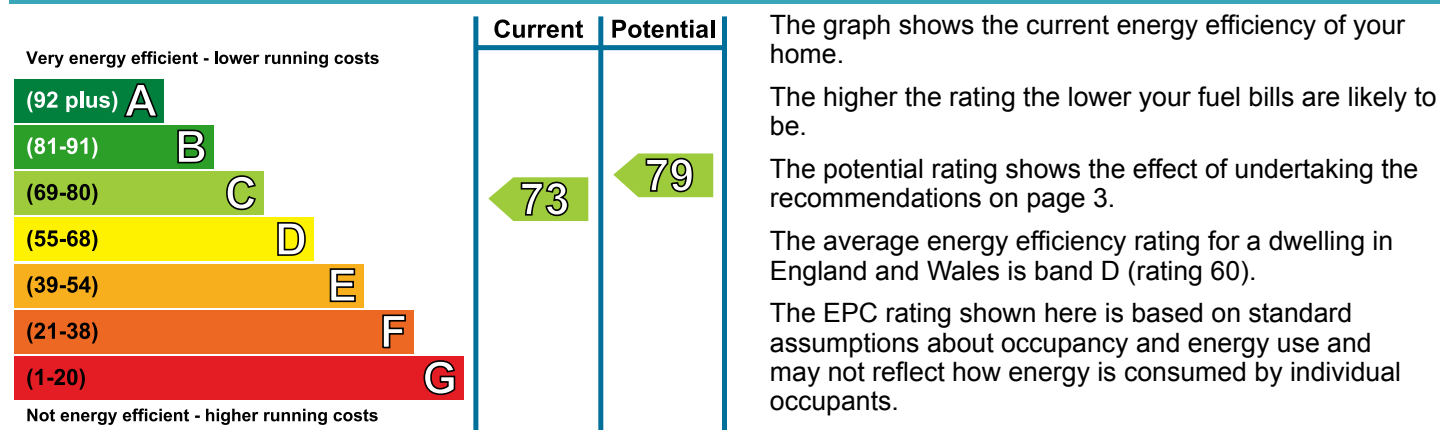 Current Potential
Very energy efficient - lower running costs
(92 plus) A
(81-91) B
(69-80) C
(55-68) D
(39-54) E
(21-38) F
(1-20) G
Not energy efficient - higher running costs
73
79
The graph shows the current energy efficiency of your
home.
The higher the rating the lower your fuel bills are likely to
be.
The potential rating shows the effect of undertaking the
recommendations on page 3.
The average energy efficiency rating for a dwelling in
England and Wales is band D (rating 60).
The EPC rating shown here is based on standard
assumptions about occupancy and energy use and
may not reflect how energy is consumed by individual
occupants.